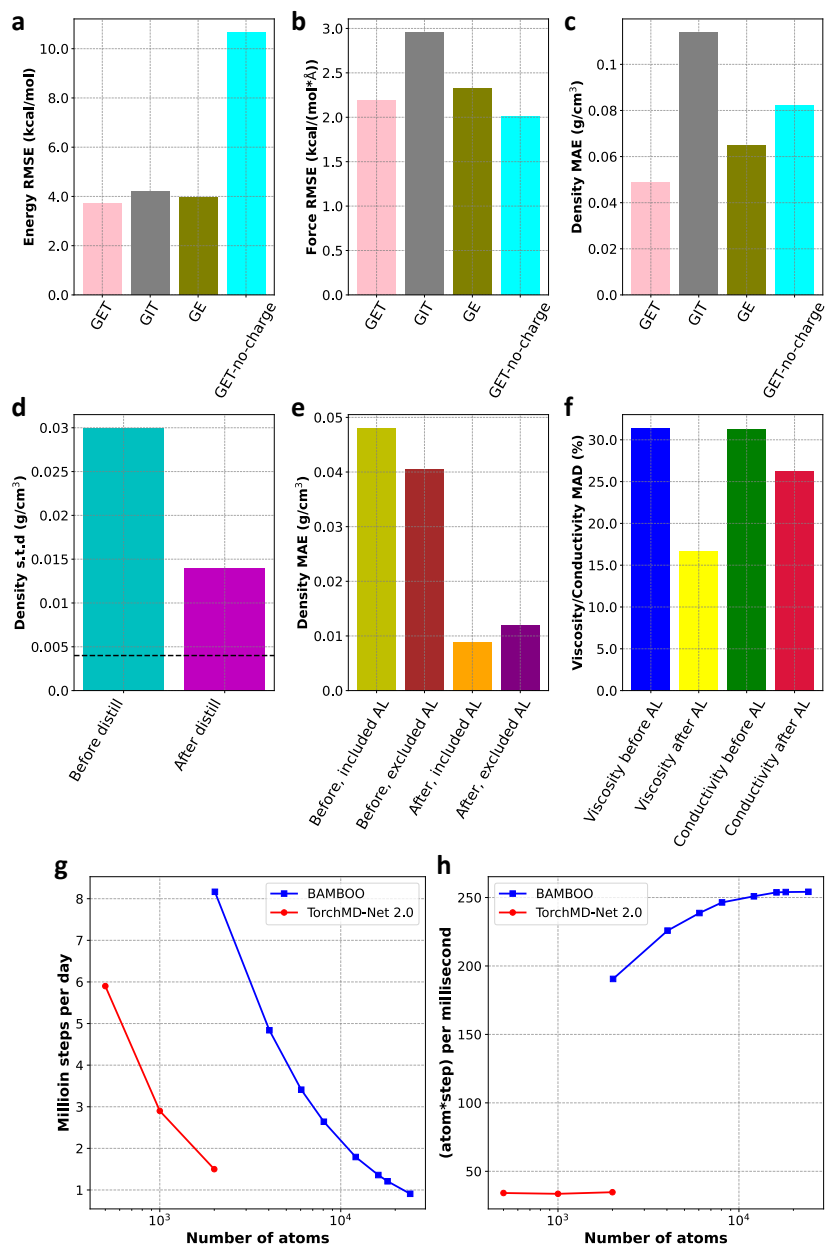 a
Energy RMSE (kcal/mol)
10.0
8.0
6.0
4.0
2.0
0.0
GET
GIT
GE
GET-no-charge
b
Force RMSE (kcal/(mol*Å))
3.0
2.5
2.0
1.5
1.0
0.5
0.0
GET
GIT
GE
GET-no-charge
c
Density MAE (g/cm³)
0.1
0.08
0.06
0.04
0.02
0.0
GET
GIT
GE
GET-no-charge
d
Density s.t.d (g/cm³)
0.03
0.025
0.02
0.015
0.01
0.005
0.0
Before distill
After distill
e
Density MAE (g/cm³)
0.05
0.04
0.03
0.02
0.01
0.0
Before, included AL
Before, excluded AL
After, included AL
After, excluded AL
f
Viscosity/Conductivity MAD (%)
30.0
25.0
20.0
15.0
10.0
5.0
0.0
Viscosity before AL
Viscosity after AL
Conductivity before AL
Conductivity after AL
g
Millioin steps per day
8
7
6
5
4
3
2
1
BAMBOO
TorchMD-Net 2.0
10³
10⁴
Number of atoms
h
(atom*step) per millisecond
250
200
150
100
50
BAMBOO
TorchMD-Net 2.0
10³
10⁴
Number of atoms